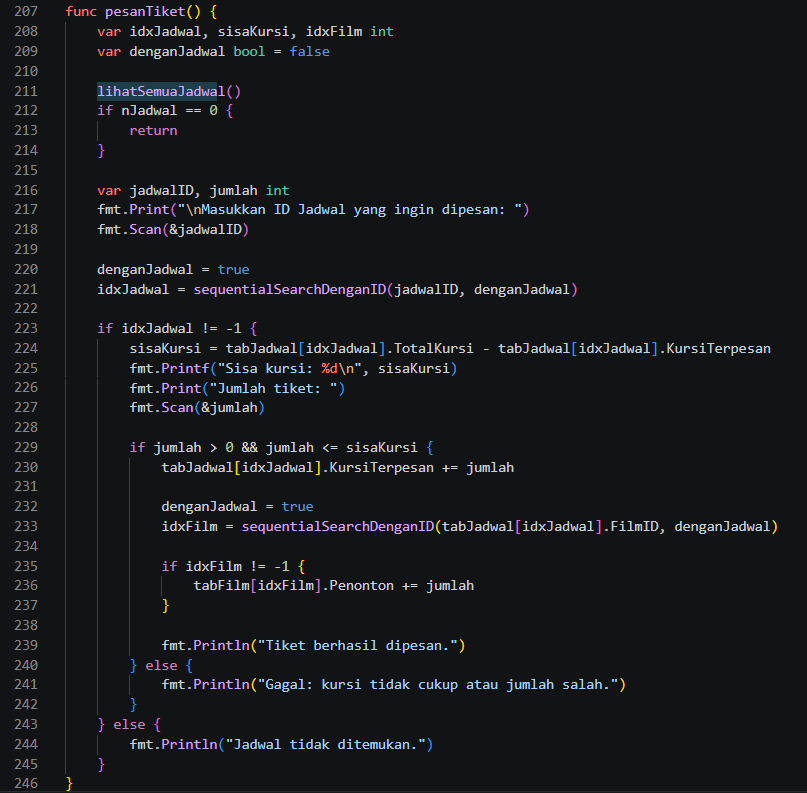 207 func pesanTiket() {
208     var idxJadwal, sisaKursi, idxFilm int
209     var denganJadwal bool = false
210
211     lihatSemuaJadwal()
212     if nJadwal == 0 {
213         return
214     }
215
216     var jadwalID, jumlah int
217     fmt.Print("\nMasukkan ID Jadwal yang ingin dipesan: ")
218     fmt.Scan(&jadwalID)
219
220     denganJadwal = true
221     idxJadwal = sequentialSearchDenganID(jadwalID, denganJadwal)
222
223     if idxJadwal != -1 {
224         sisaKursi = tabJadwal[idxJadwal].TotalKursi - tabJadwal[idxJadwal].KursiTerpesan
225         fmt.Printf("Sisa kursi: %d\n", sisaKursi)
226         fmt.Print("Jumlah tiket: ")
227         fmt.Scan(&jumlah)
228
229         if jumlah > 0 && jumlah <= sisaKursi {
230             tabJadwal[idxJadwal].KursiTerpesan += jumlah
231
232             denganJadwal = true
233             idxFilm = sequentialSearchDenganID(tabJadwal[idxJadwal].FilmID, denganJadwal)
234
235             if idxFilm != -1 {
236                 tabFilm[idxFilm].Penonton += jumlah
237             }
238
239             fmt.Println("Tiket berhasil dipesan.")
240         } else {
241             fmt.Println("Gagal: kursi tidak cukup atau jumlah salah.")
242         }
243     } else {
244         fmt.Println("Jadwal tidak ditemukan.")
245     }
246 }